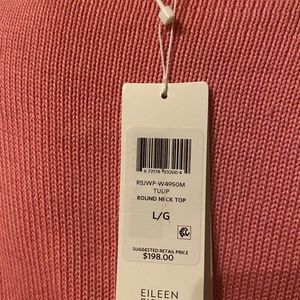 TULIP
ROUND NECK TOP
L/G
SUGGESTED RETAIL PRICE
$198.00
EILEEN